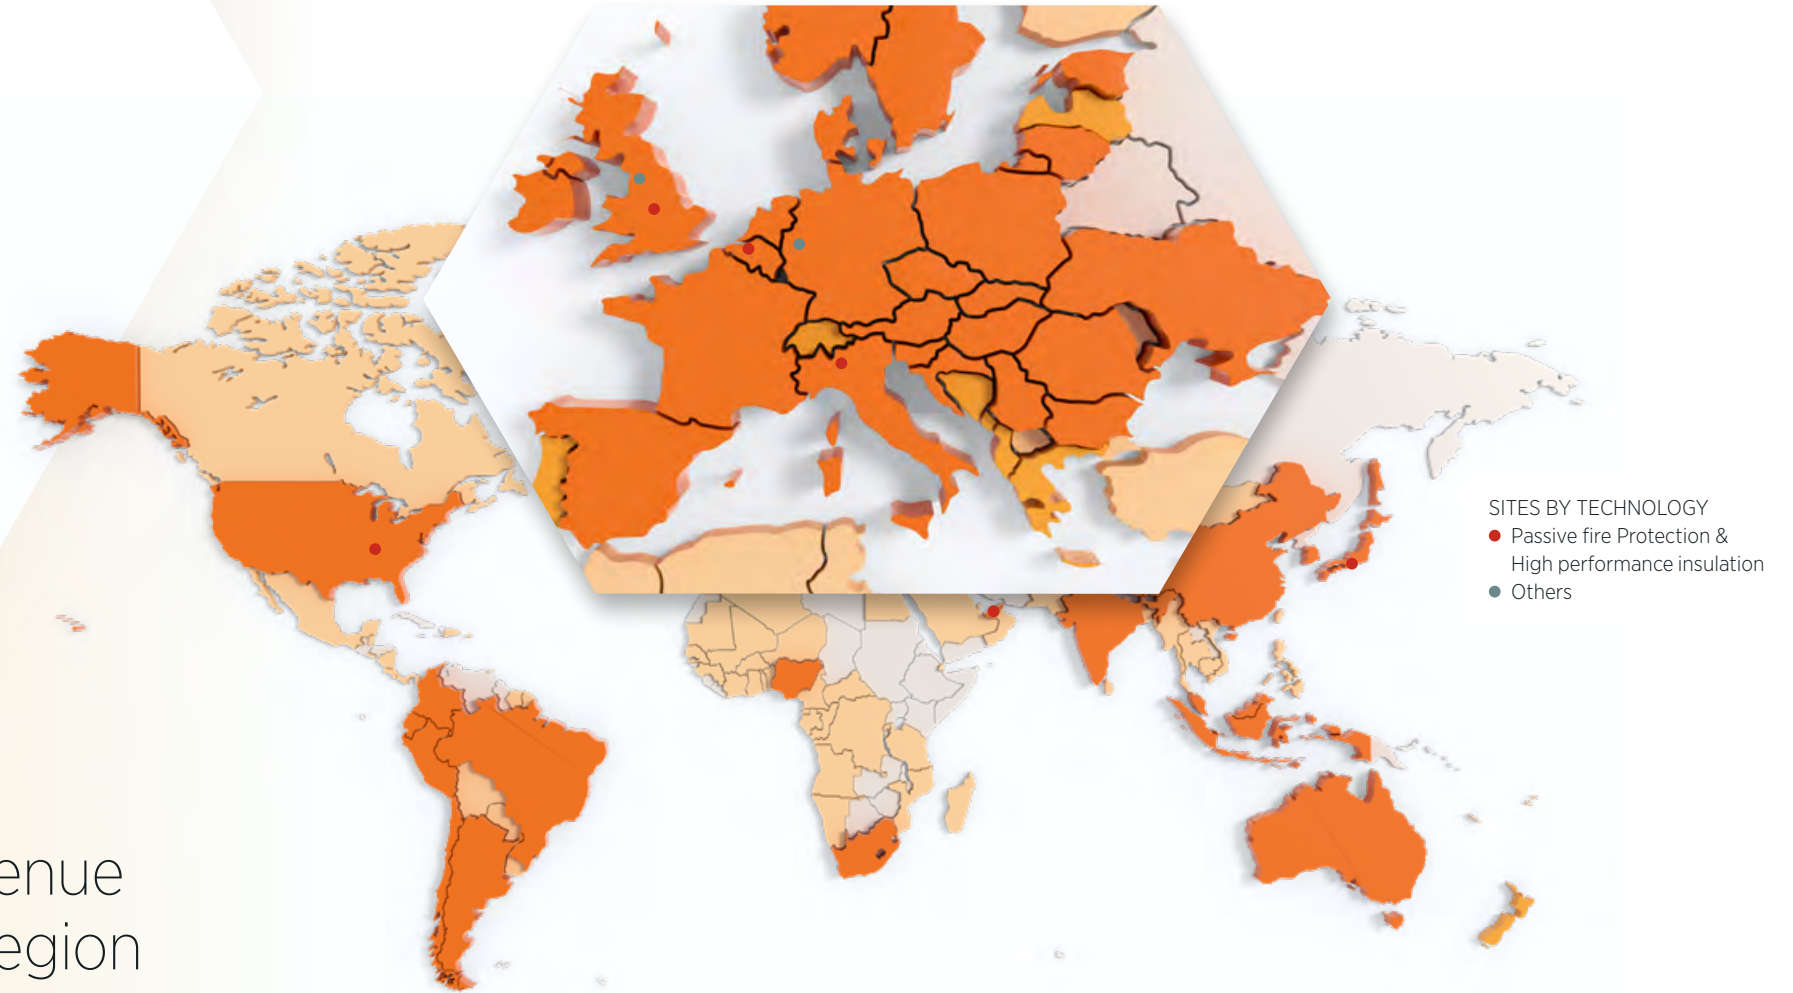 SITES BY TECHNOLOGY
Passive fire Protection &
High performance insulation
Others
enue
egion